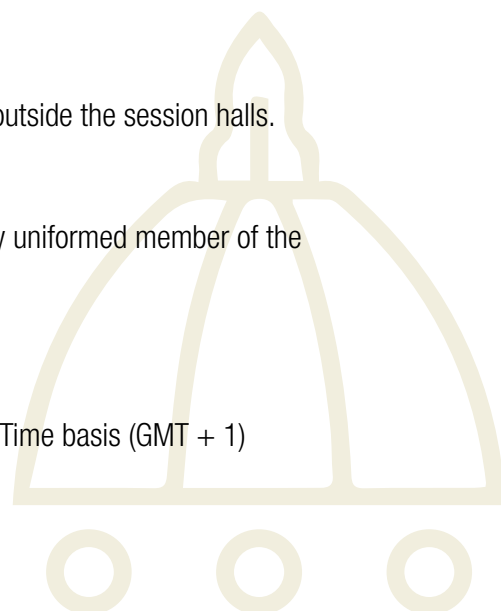 outside the session halls.
uniformed member of the
Time basis (GMT + 1)